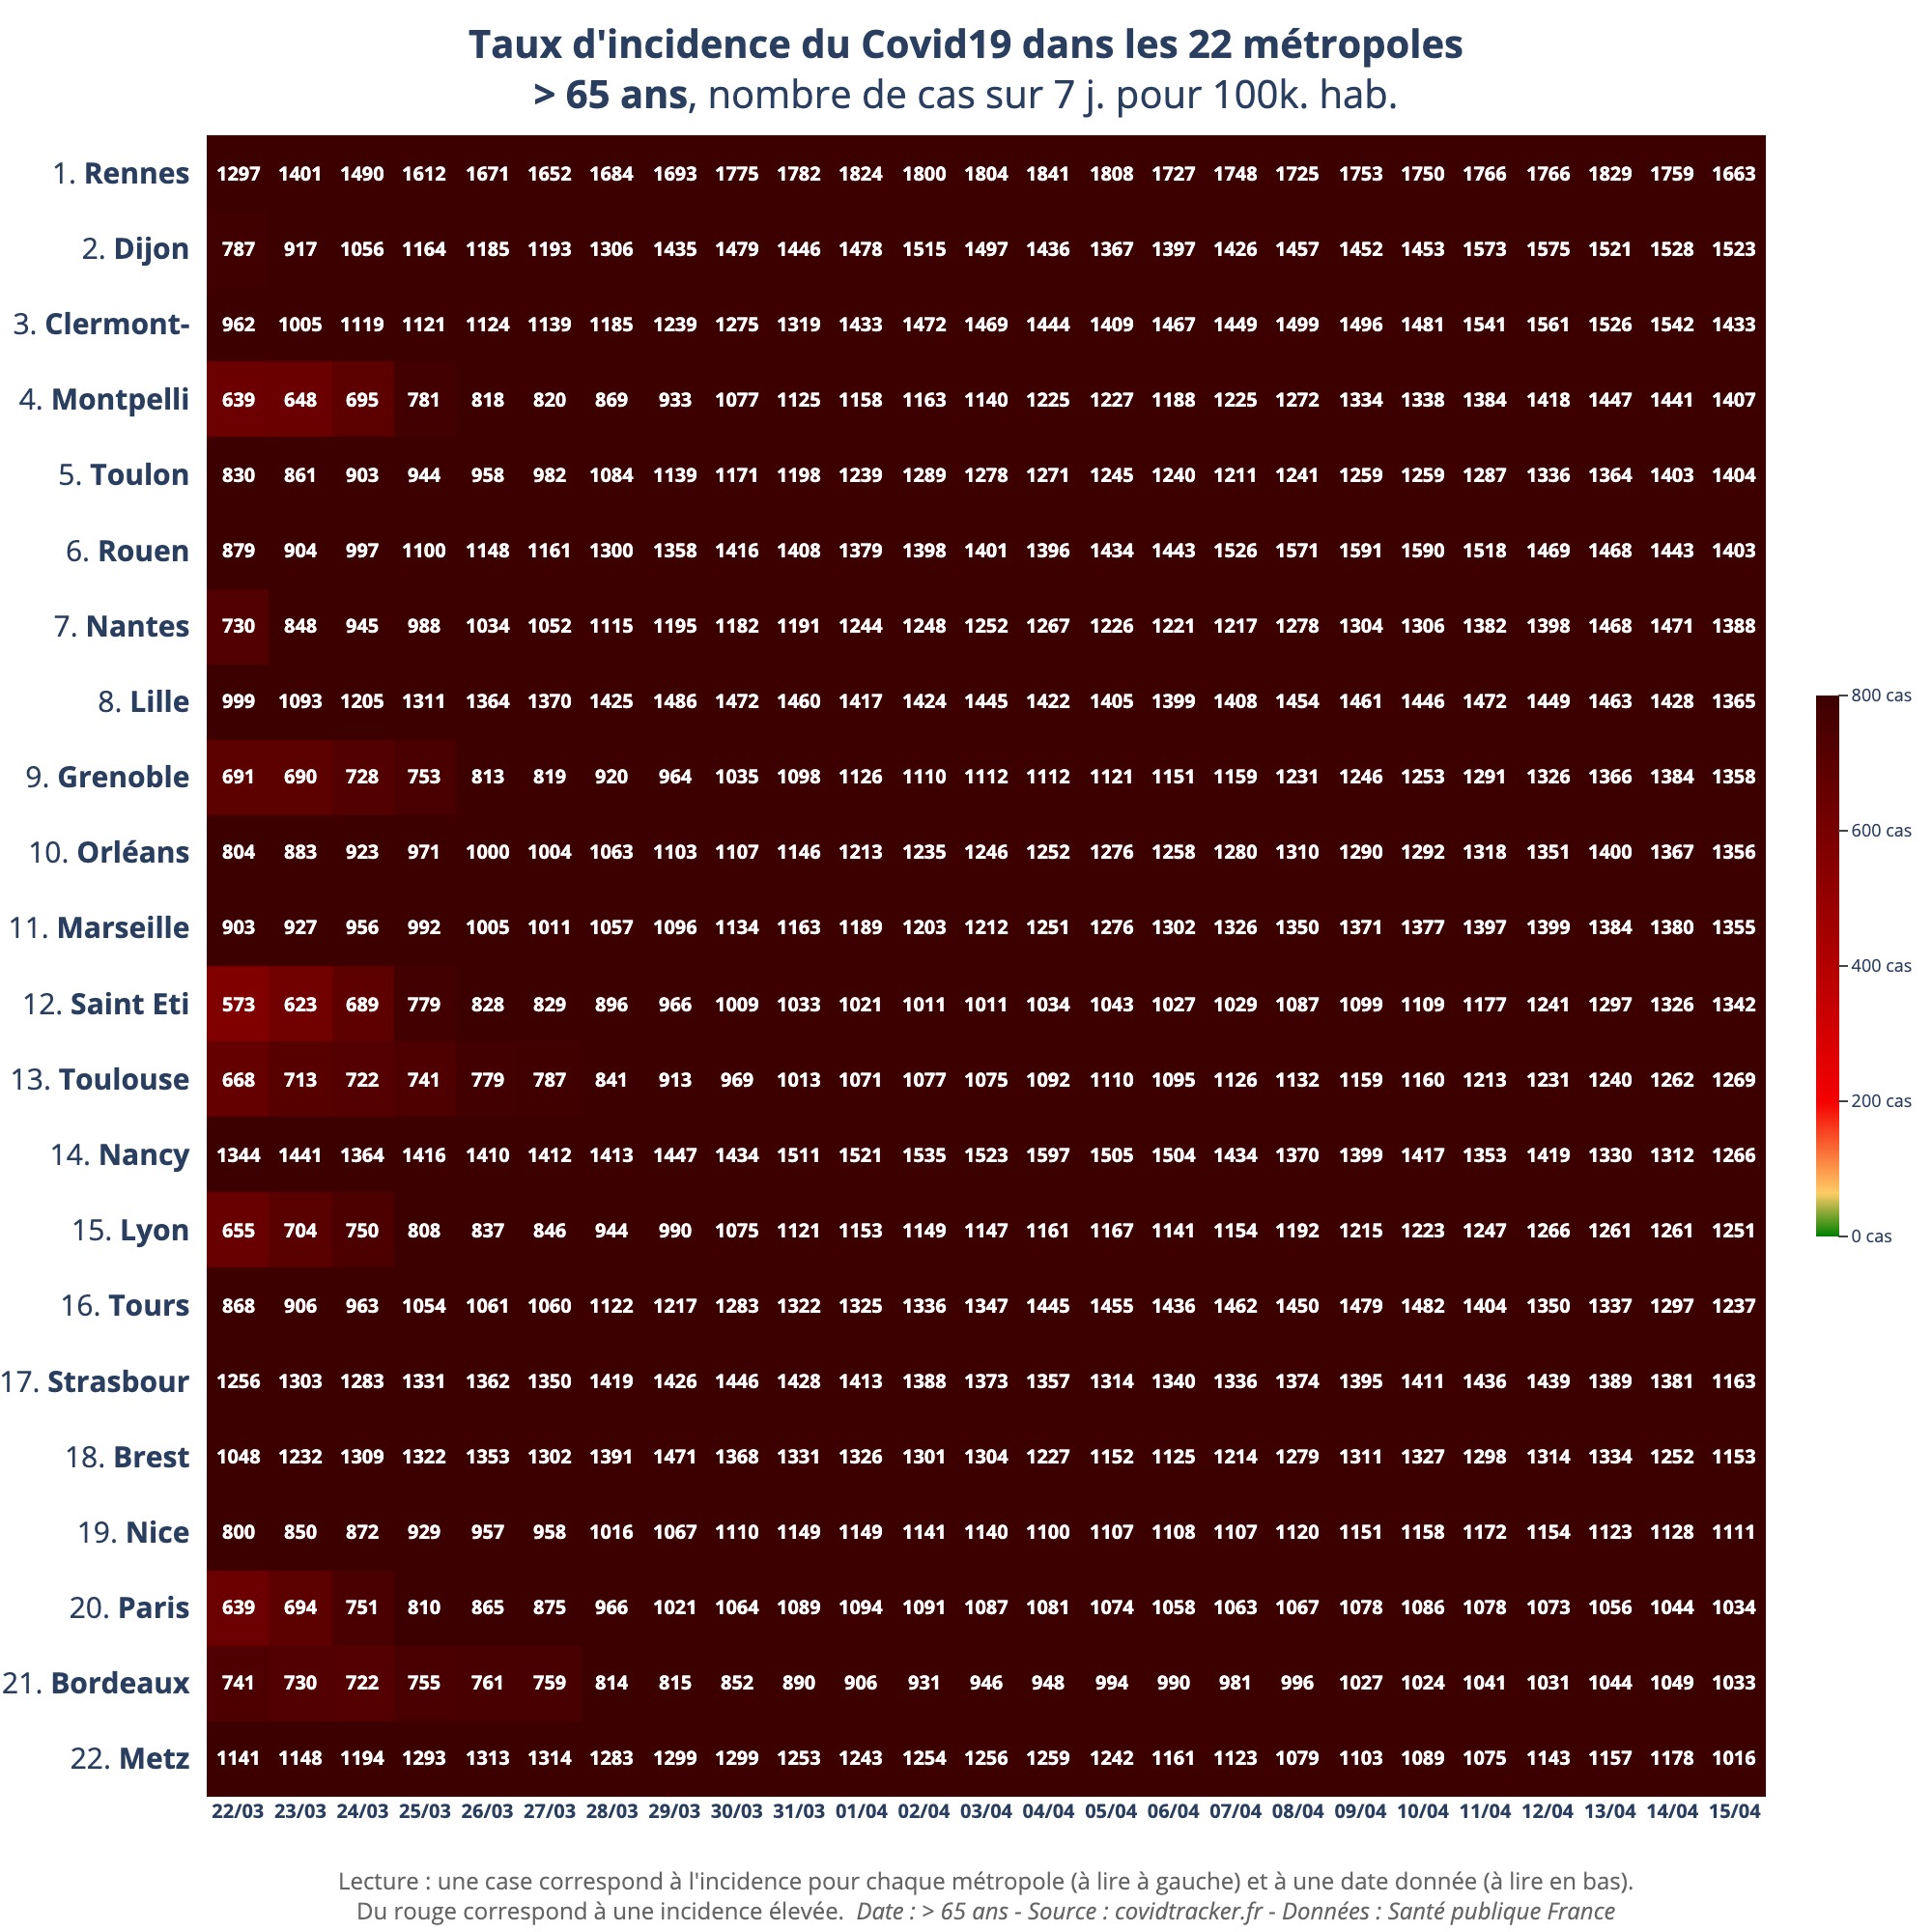 Taux d'incidence du Covid19 dans les 22 métropoles
> 65 ans, nombre de cas sur 7 j. pour 100k. hab.
1. Rennes 1297 1401 1490 1612 1671 1652 1684 1693 1775 1782 1824 1800 1804 1841 1808 1727 1748 1725 1753 1750 1766 1766 1829 1759 1663
2. Dijon 787 917 1056 1164 1185 1193 1306 1435 1479 1446 1478 1515 1497 1436 1367 1397 1426 1457 1452 1453 1573 1575 1521 1528 1523
3. Clermont- 962 1005 1119 1121 1124 1139 1185 1239 1275 1319 1433 1472 1469 1444 1409 1467 1449 1499 1496 1481 1541 1561 1526 1542 1433
4. Montpelli 639 648 695 781 818 820 869 933 1077 1125 1158 1163 1140 1225 1227 1188 1225 1272 1334 1338 1384 1418 1447 1441 1407
5. Toulon 830 861 903 944 958 982 1084 1139 1171 1198 1239 1289 1278 1271 1245 1240 1211 1241 1259 1259 1287 1336 1364 1403 1404
6. Rouen 879 904 997 1100 1148 1161 1300 1358 1416 1408 1379 1398 1401 1396 1434 1443 1526 1571 1591 1590 1518 1469 1468 1443 1403
7. Nantes 730 848 945 988 1034 1052 1115 1195 1182 1191 1244 1248 1252 1267 1226 1221 1217 1278 1304 1306 1382 1398 1468 1471 1388
8. Lille 999 1093 1205 1311 1364 1370 1425 1486 1472 1460 1417 1424 1445 1422 1405 1399 1408 1454 1461 1446 1472 1449 1463 1428 1365
9. Grenoble 691 690 728 753 813 819 920 964 1035 1098 1126 1110 1112 1112 1121 1151 1159 1231 1246 1253 1291 1326 1366 1384 1358
10. Orléans 804 883 923 971 1000 1004 1063 1103 1107 1146 1213 1235 1246 1252 1276 1258 1280 1310 1290 1292 1318 1351 1400 1367 1356
11. Marseille 903 927 956 992 1005 1011 1057 1096 1134 1163 1189 1203 1212 1251 1276 1302 1326 1350 1371 1377 1397 1399 1384 1380 1355
12. Saint Eti 573 623 689 779 828 829 896 966 1009 1033 1021 1011 1011 1034 1043 1027 1029 1087 1099 1109 1177 1241 1297 1326 1342
13. Toulouse 668 713 722 741 779 787 841 913 969 1013 1071 1077 1075 1092 1110 1095 1126 1132 1159 1160 1213 1231 1240 1262 1269
14. Nancy 1344 1441 1364 1416 1410 1412 1413 1447 1434 1511 1521 1535 1523 1597 1505 1504 1434 1370 1399 1417 1353 1419 1330 1312 1266
15. Lyon 655 704 750 808 837 846 944 990 1075 1121 1153 1149 1147 1161 1167 1141 1154 1192 1215 1223 1247 1266 1261 1261 1251
16. Tours 868 906 963 1054 1061 1060 1122 1217 1283 1322 1325 1336 1347 1445 1455 1436 1462 1450 1479 1482 1404 1350 1337 1297 1237
17. Strasbour 1256 1303 1283 1331 1362 1350 1419 1426 1446 1428 1413 1388 1373 1357 1314 1340 1336 1374 1395 1411 1436 1439 1389 1381 1163
18. Brest 1048 1232 1309 1322 1353 1302 1391 1471 1368 1331 1326 1301 1304 1227 1152 1125 1214 1279 1311 1327 1298 1314 1334 1252 1153
19. Nice 800 850 872 929 957 958 1016 1067 1110 1149 1149 1141 1140 1100 1107 1108 1107 1120 1151 1158 1172 1154 1123 1128 1111
20. Paris 639 694 751 810 865 875 966 1021 1064 1089 1094 1091 1087 1081 1074 1058 1063 1067 1078 1086 1078 1073 1056 1044 1034
21. Bordeaux 741 730 722 755 761 759 814 815 852 890 906 931 946 948 994 990 981 996 1027 1024 1041 1031 1044 1049 1033
22. Metz 1141 1148 1194 1293 1313 1314 1283 1299 1299 1253 1243 1254 1256 1259 1242 1161 1123 1079 1103 1089 1075 1143 1157 1178 1016
22/03 23/03 24/03 25/03 26/03 27/03 28/03 29/03 30/03 31/03 01/04 02/04 03/04 04/04 05/04 06/04 07/04 08/04 09/04 10/04 11/04 12/04 13/04 14/04 15/04
800 cas
600 cas
400 cas
200 cas
0 cas
Lecture : une case correspond à l'incidence pour chaque métropole (à lire à gauche) et à une date donnée (à lire en bas).
Du rouge correspond à une incidence élevée. Date : > 65 ans - Source : covidtracker.fr - Données : Santé publique France